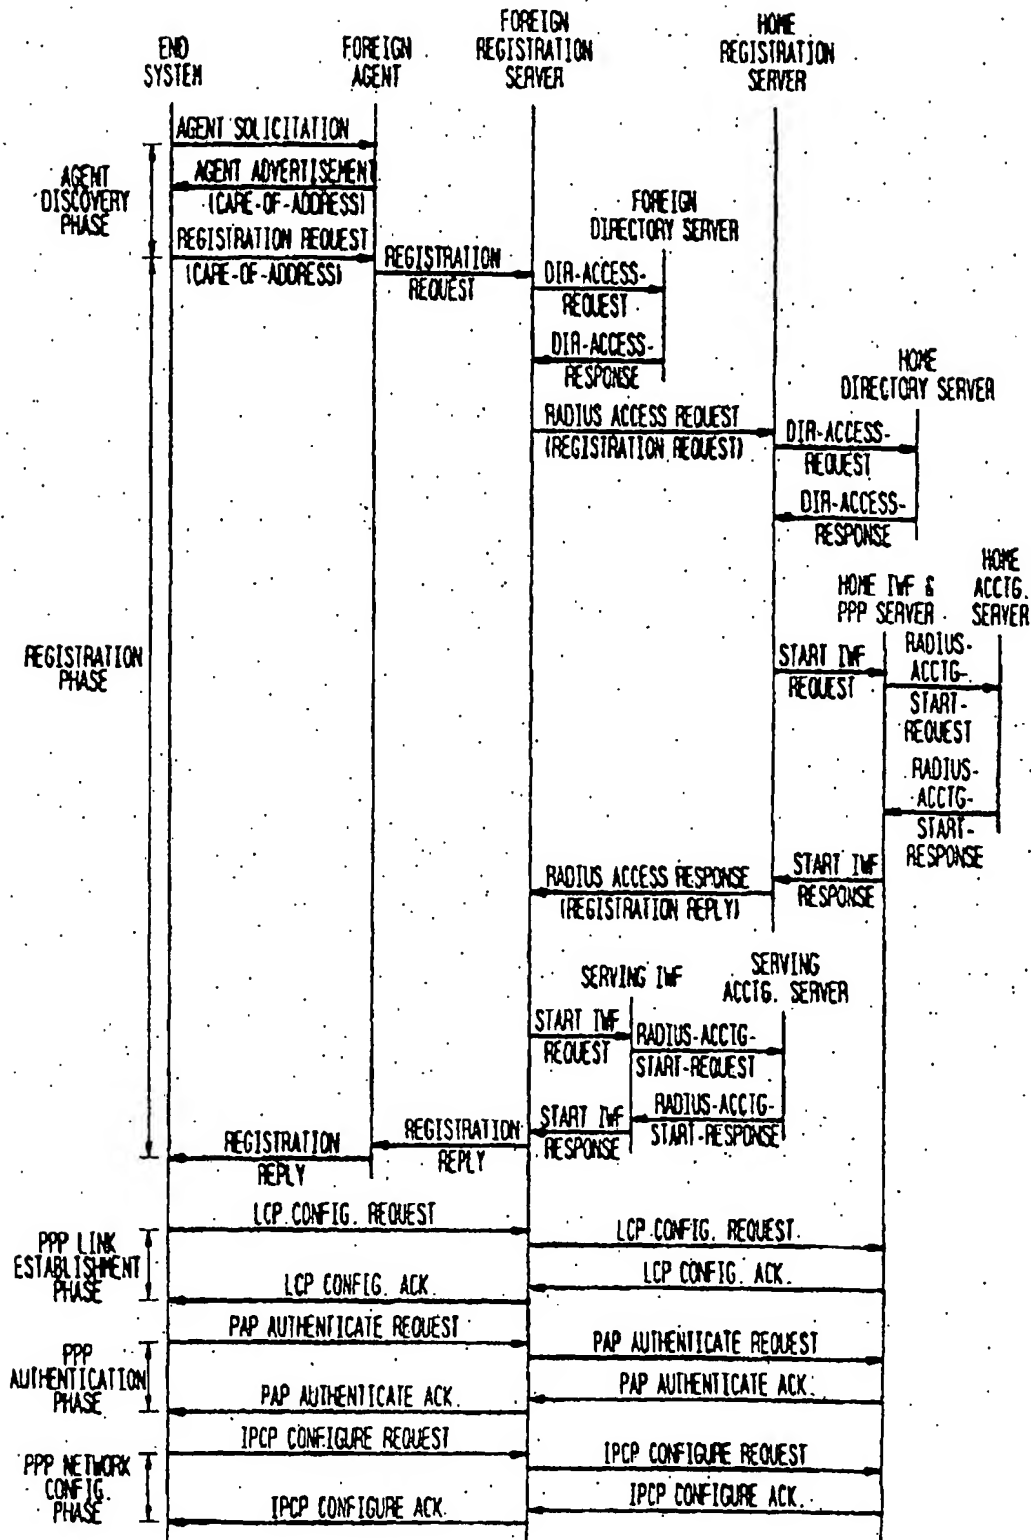 END
SYSTEM
FOREIGN
AGENT
FOREIGN
REGISTRATION
SERVER
HOME
REGISTRATION
SERVER
AGENT SOLICITATION
AGENT ADVERTISEMENT
(CARE-OF-ADDRESS)
AGENT
DISCOVERY
PHASE
REGISTRATION REQUEST
(CARE-OF-ADDRESS)
REGISTRATION
REQUEST
FOREIGN
DIRECTORY SERVER
DIR-ACCESS-
REQUEST
DIR-ACCESS-
RESPONSE
RADIUS ACCESS REQUEST
(REGISTRATION REQUEST)
HOME
DIRECTORY SERVER
DIR-ACCESS-
REQUEST
DIR-ACCESS-
RESPONSE
HOME IWF &
PPP SERVER
HOME
ACCTG.
SERVER
REGISTRATION
PHASE
START IWF
REQUEST
RADIUS-
ACCTG-
START-
REQUEST
RADIUS-
ACCTG-
START-
RESPONSE
START IWF
RESPONSE
RADIUS ACCESS RESPONSE
(REGISTRATION REPLY)
SERVING IWF
SERVING
ACCTG. SERVER
START IWF
REQUEST
RADIUS-ACCTG-
START-REQUEST
RADIUS-ACCTG-
START-RESPONSE
START IWF
RESPONSE
REGISTRATION
REPLY
REGISTRATION
REPLY
LCP CONFIG. REQUEST
LCP CONFIG. REQUEST
PPP LINK
ESTABLISHMENT
PHASE
LCP CONFIG. ACK.
LCP CONFIG. ACK.
PAP AUTHENTICATE REQUEST
PAP AUTHENTICATE REQUEST
PPP
AUTHENTICATION
PHASE
PAP AUTHENTICATE ACK.
PAP AUTHENTICATE ACK.
IPCP CONFIGURE REQUEST
IPCP CONFIGURE REQUEST
PPP NETWORK
CONFIG.
PHASE
IPCP CONFIGURE ACK.
IPCP CONFIGURE ACK.